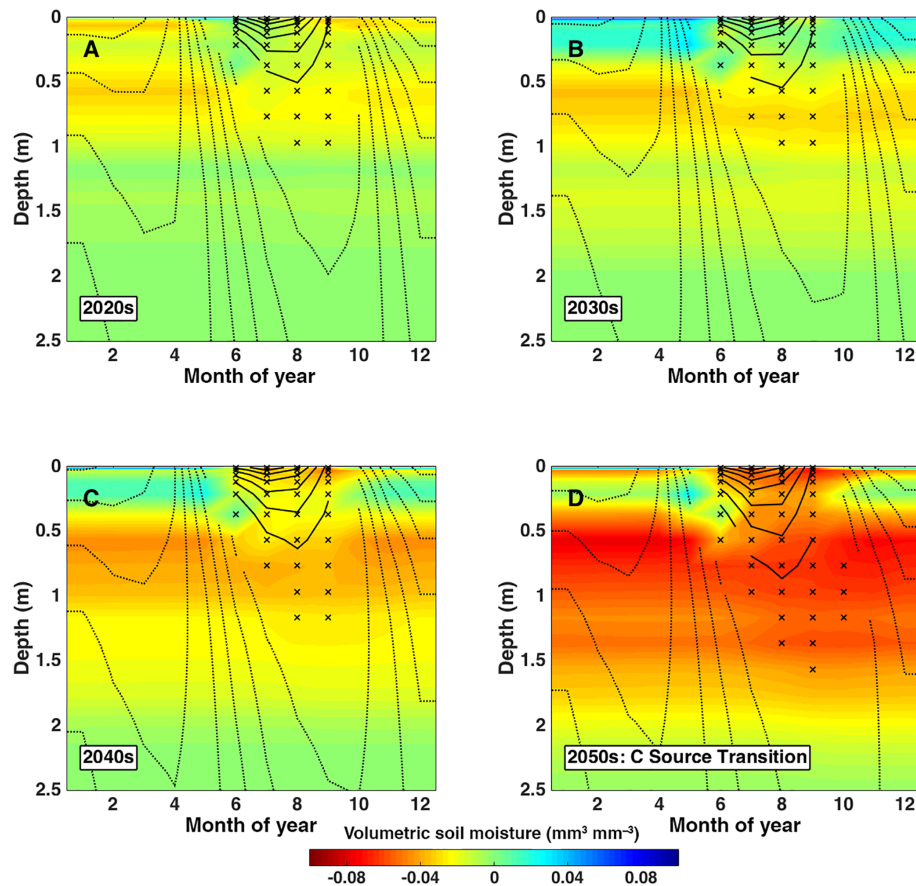 A
Depth (m)
0
0.5
1
1.5
2
2.5
2020s
2 4 6 8 10 12
Month of year
B
Depth (m)
0
0.5
1
1.5
2
2.5
2030s
2 4 6 8 10 12
Month of year
C
Depth (m)
0
0.5
1
1.5
2
2.5
2040s
2 4 6 8 10 12
Month of year
D
Depth (m)
0
0.5
1
1.5
2
2.5
2050s: C Source Transition
2 4 6 8 10 12
Month of year
Volumetric soil moisture (mm³ mm⁻³)
-0.08 -0.04 0 0.04 0.08